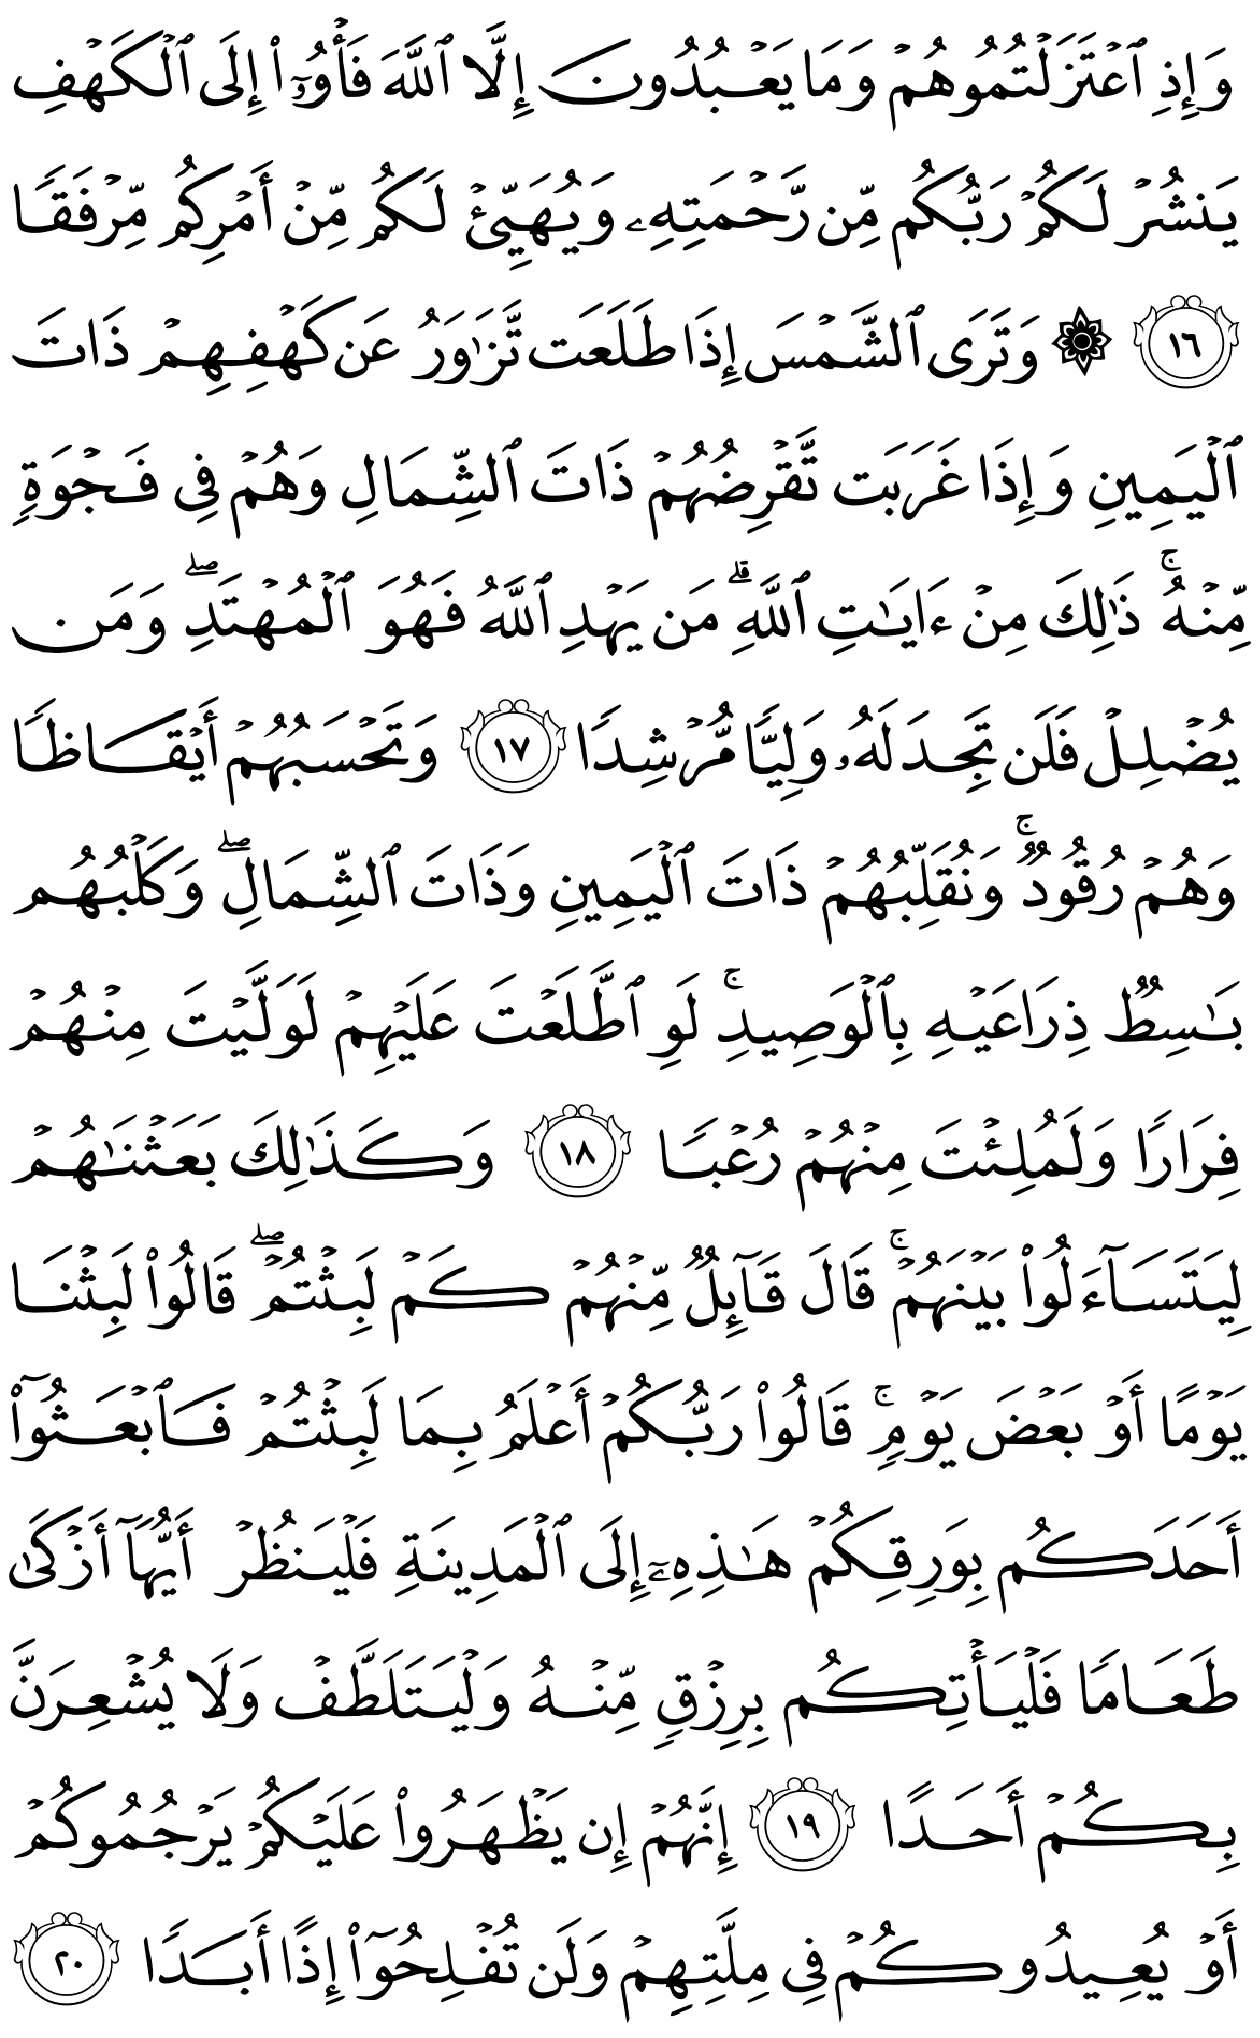 وَإِذِ ٱعۡتَزَلۡتُمُوهُمۡ وَمَا يَعۡبُدُونَ إِلَّا ٱللَّهَ فَأۡوُۥٓاْ إِلَى ٱلۡكَهۡفِ
يَنشُرۡ لَكُمۡ رَبُّكُم مِّن رَّحۡمَتِهِۦ وَيُهَيِّئۡ لَكُم مِّنۡ أَمۡرِكُم مِّرۡفَقٗا
١٦ ۞ وَتَرَى ٱلشَّمۡسَ إِذَا طَلَعَت تَّزَٰوَرُ عَن كَهۡفِهِمۡ ذَاتَ
ٱلۡيَمِينِ وَإِذَا غَرَبَت تَّقۡرِضُهُمۡ ذَاتَ ٱلشِّمَالِ وَهُمۡ فِي فَجۡوَةٖ
مِّنۡهُۚ ذَٰلِكَ مِنۡ ءَايَٰتِ ٱللَّهِۗ مَن يَهۡدِ ٱللَّهُ فَهُوَ ٱلۡمُهۡتَدِۖ وَمَن
يُضۡلِلۡ فَلَن تَجِدَ لَهُۥ وَلِيّٗا مُّرۡشِدٗا ١٧ وَتَحۡسَبُهُمۡ أَيۡقَاظٗا
وَهُمۡ رُقُودٞۚ وَنُقَلِّبُهُمۡ ذَاتَ ٱلۡيَمِينِ وَذَاتَ ٱلشِّمَالِۖ وَكَلۡبُهُم
بَٰسِطٞ ذِرَاعَيۡهِ بِٱلۡوَصِيدِۚ لَوِ ٱطَّلَعۡتَ عَلَيۡهِمۡ لَوَلَّيۡتَ مِنۡهُمۡ
فِرَارٗا وَلَمُلِئۡتَ مِنۡهُمۡ رُعۡبٗا ١٨ وَكَذَٰلِكَ بَعَثۡنَٰهُمۡ
لِيَتَسَآءَلُواْ بَيۡنَهُمۡۚ قَالَ قَآئِلٞ مِّنۡهُمۡ كَمۡ لَبِثۡتُمۡۖ قَالُواْ لَبِثۡنَا
يَوۡمًا أَوۡ بَعۡضَ يَوۡمٖۚ قَالُواْ رَبُّكُمۡ أَعۡلَمُ بِمَا لَبِثۡتُمۡ فَٱبۡعَثُوٓاْ
أَحَدَكُم بِوَرِقِكُمۡ هَٰذِهِۦٓ إِلَى ٱلۡمَدِينَةِ فَلۡيَنظُرۡ أَيُّهَآ أَزۡكَىٰ
طَعَامٗا فَلۡيَأۡتِكُم بِرِزۡقٖ مِّنۡهُ وَلۡيَتَلَطَّفۡ وَلَا يُشۡعِرَنَّ
بِكُمۡ أَحَدًا ١٩ إِنَّهُمۡ إِن يَظۡهَرُواْ عَلَيۡكُمۡ يَرۡجُمُوكُمۡ
أَوۡ يُعِيدُوكُمۡ فِي مِلَّتِهِمۡ وَلَن تُفۡلِحُوٓاْ إِذًا أَبَدٗا ٢٠